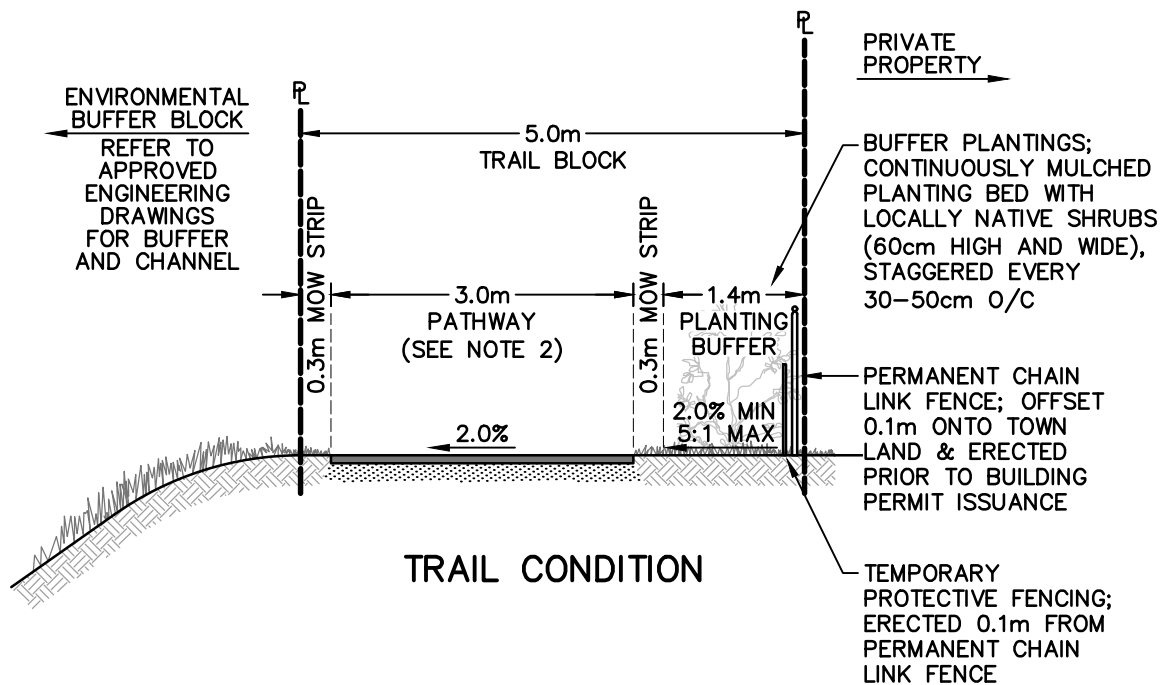 ENVIRONMENTAL
BUFFER BLOCK
REFER TO
APPROVED
ENGINEERING
DRAWINGS
FOR BUFFER
AND CHANNEL
PL
5.0m
TRAIL BLOCK
PL
PRIVATE
PROPERTY
0.3m MOW STRIP
3.0m
PATHWAY
(SEE NOTE 2)
2.0%
0.3m MOW STRIP
1.4m
PLANTING
BUFFER
2.0% MIN
5:1 MAX
BUFFER PLANTINGS;
CONTINUOUSLY MULCHED
PLANTING BED WITH
LOCALLY NATIVE SHRUBS
(60cm HIGH AND WIDE),
STAGGERED EVERY
30-50cm O/C
PERMANENT CHAIN
LINK FENCE; OFFSET
0.1m ONTO TOWN
LAND & ERECTED
PRIOR TO BUILDING
PERMIT ISSUANCE
TEMPORARY
PROTECTIVE FENCING;
ERECTED 0.1m FROM
PERMANENT CHAIN
LINK FENCE
TRAIL CONDITION